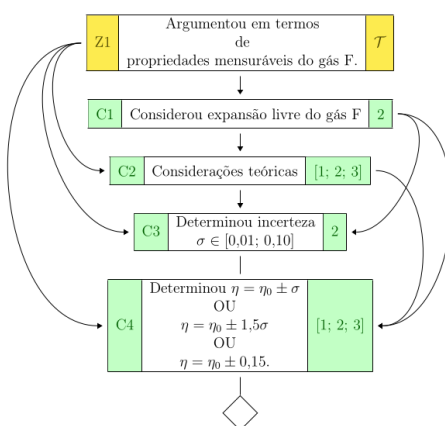 Z1
Argumentou em termos
de
propriedades mensuráveis do gás F.
𝒯
C1 Considerou expansão livre do gás F 2
C2 Considerações teóricas [1; 2; 3]
C3
Determinou incerteza
σ ∈ [0,01; 0,10]
2
C4
Determinou η = η₀ ± σ
OU
η = η₀ ± 1,5σ
OU
η = η₀ ± 0,15.
[1; 2; 3]